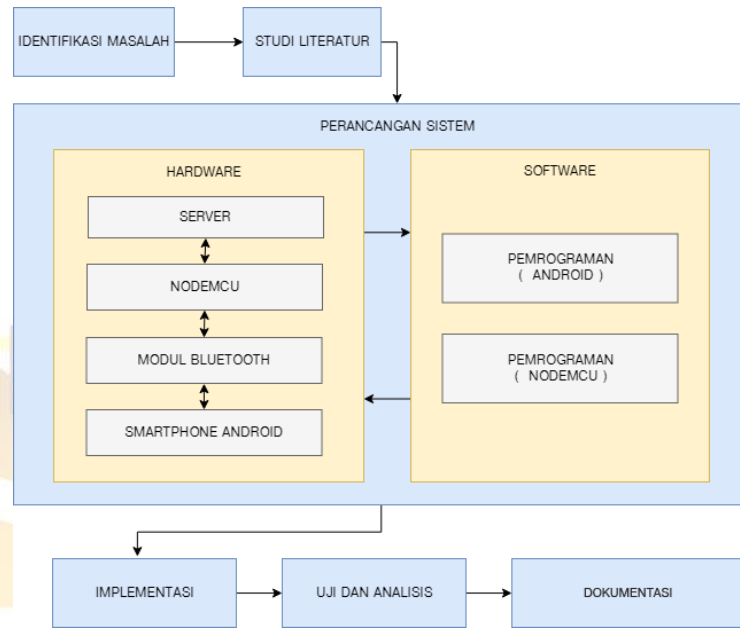 IDENTIFIKASI MASALAH
STUDI LITERATUR
PERANCANGAN SISTEM
HARDWARE
SERVER
NODEMCU
MODUL BLUETOOTH
SMARTPHONE ANDROID
SOFTWARE
PEMROGRAMAN
( ANDROID )
PEMROGRAMAN
( NODEMCU )
IMPLEMENTASI
UJI DAN ANALISIS
DOKUMENTASI